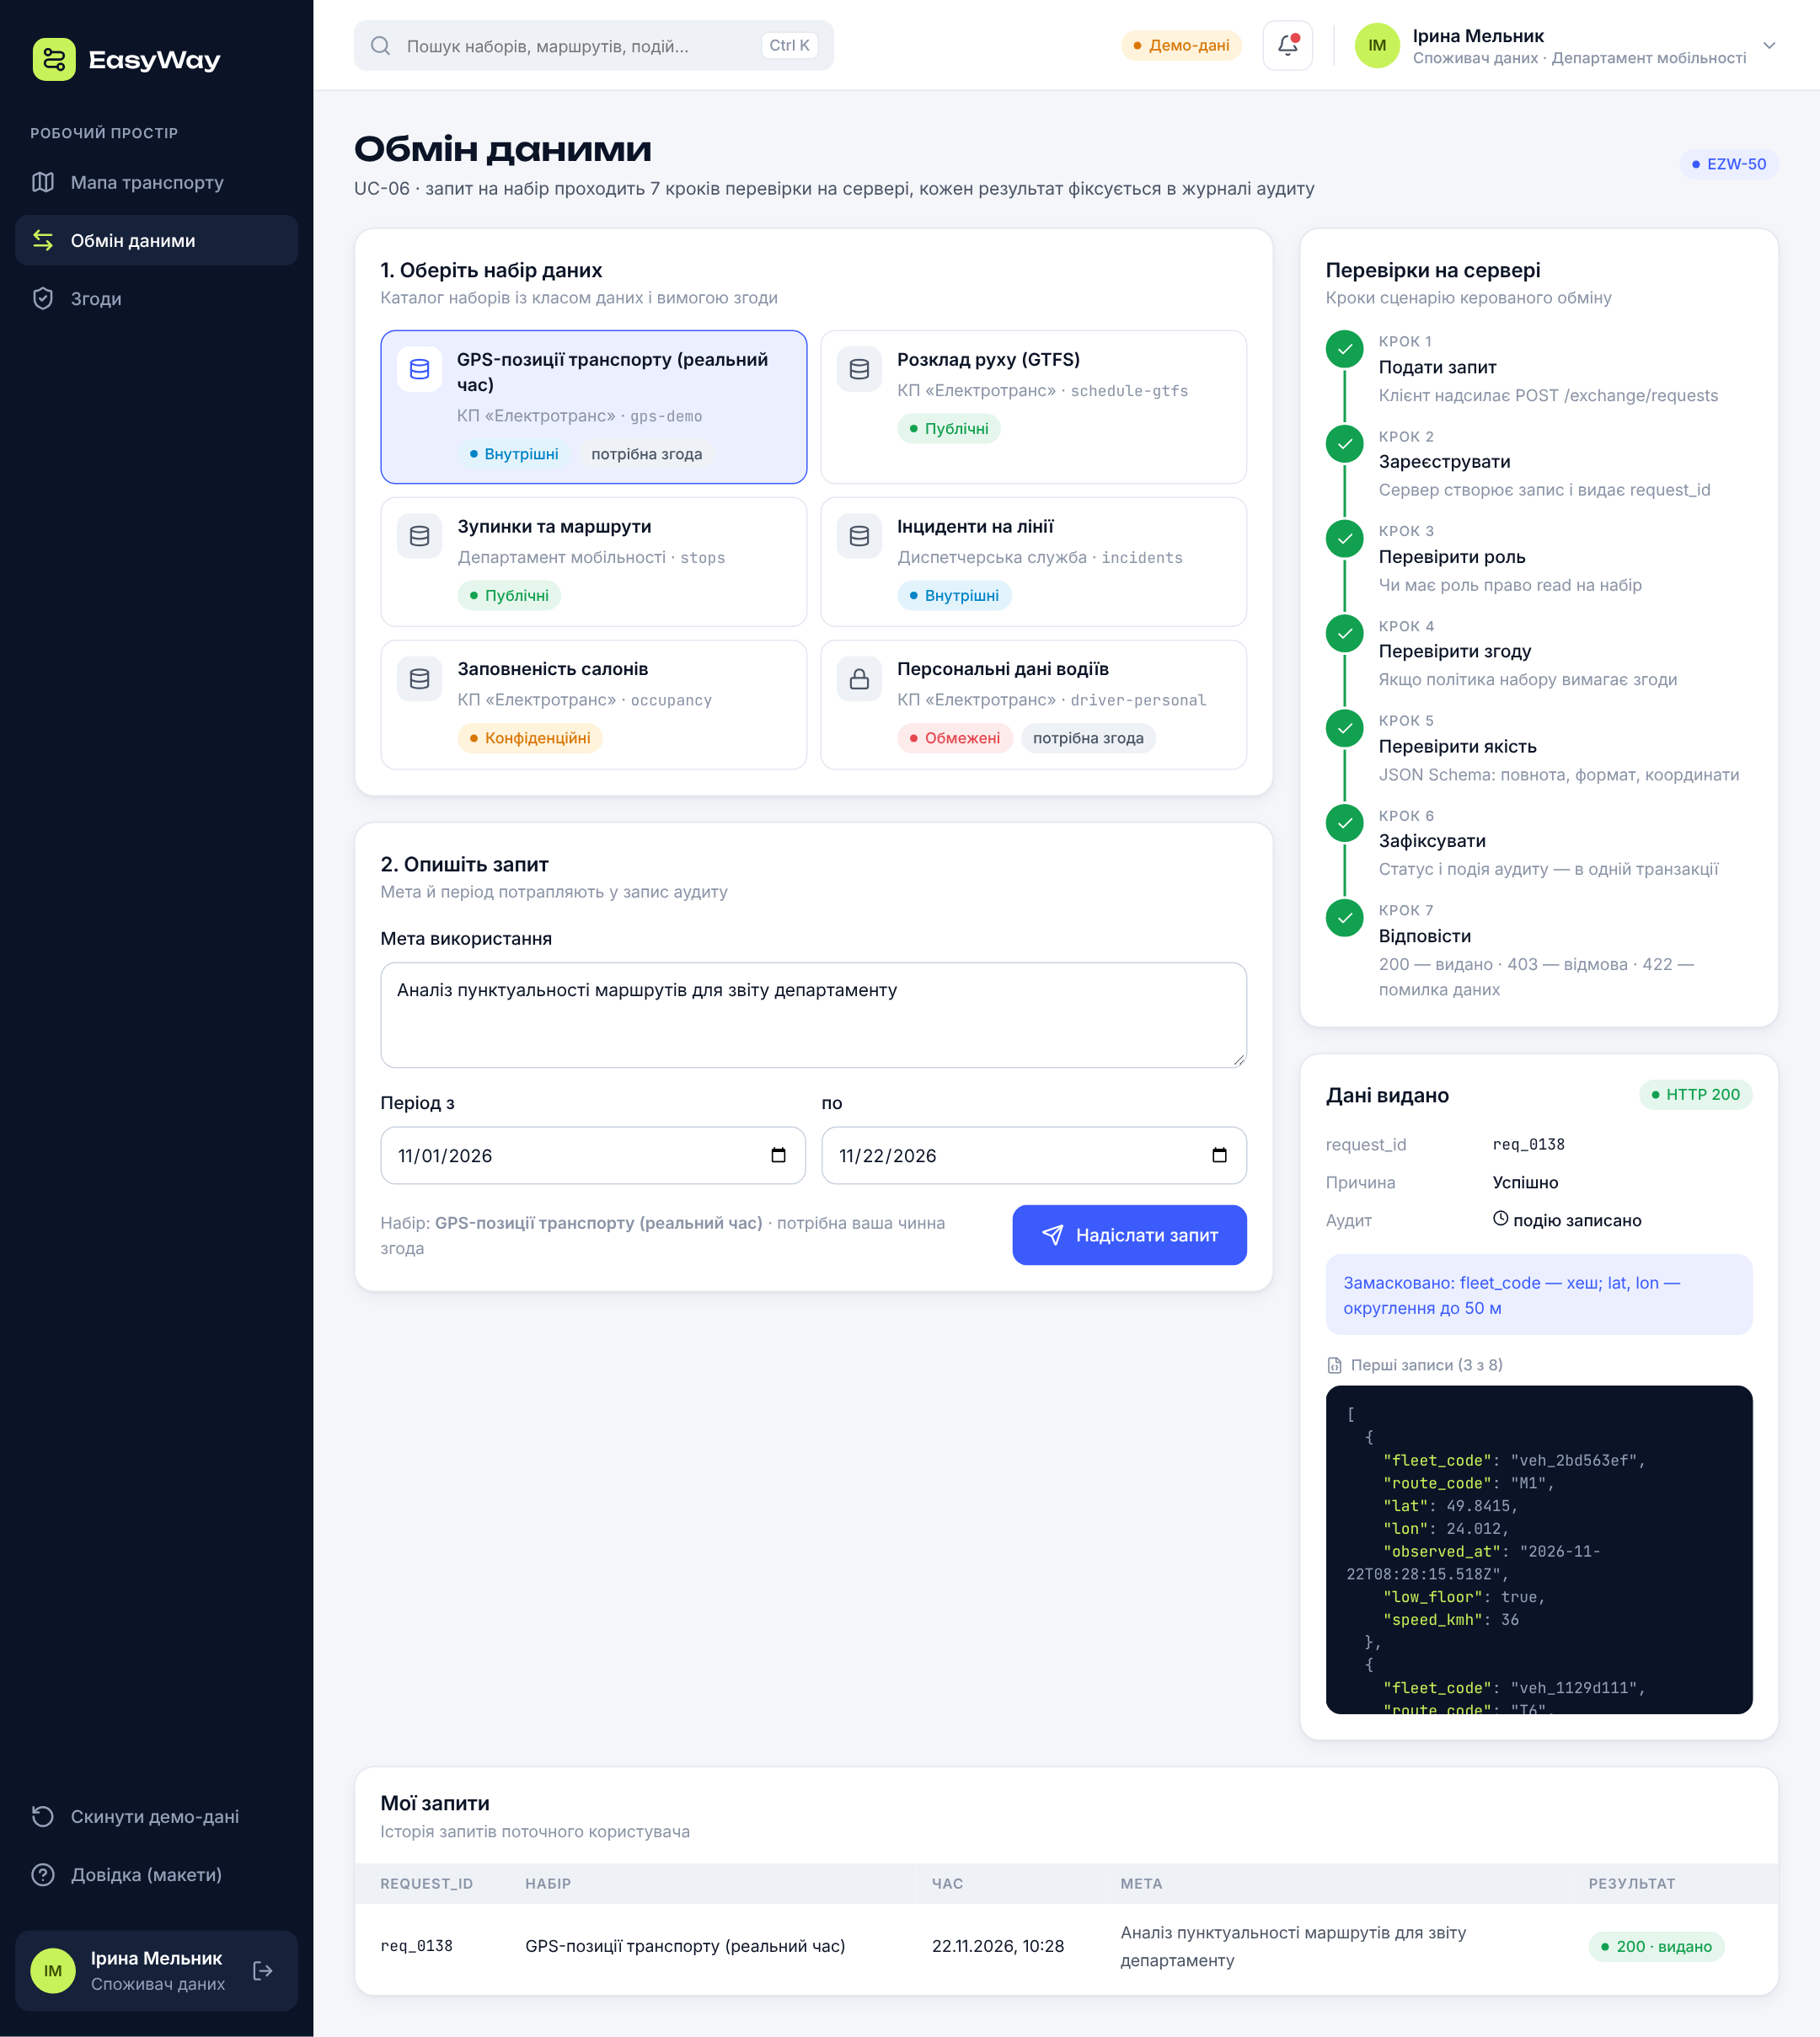 EasyWay
РОБОЧИЙ ПРОСТІР
Мапа транспорту
Обмін даними
Згоди
Скинути демо-дані
Довідка (макети)
ІМ
Ірина Мельник
Споживач даних
Пошук наборів, маршрутів, подій...
Ctrl K
Демо-дані
ІМ
Ірина Мельник
Споживач даних · Департамент мобільності
Обмін даними
UC-06 · запит на набір проходить 7 кроків перевірки на сервері, кожен результат фіксується в журналі аудиту
EZW-50
1. Оберіть набір даних
Каталог наборів із класом даних і вимогою згоди
GPS-позиції транспорту (реальний
час)
КП «Електротранс» · gps-demo
Внутрішні
потрібна згода
Розклад руху (GTFS)
КП «Електротранс» · schedule-gtfs
Публічні
Зупинки та маршрути
Департамент мобільності · stops
Публічні
Інциденти на лінії
Диспетчерська служба · incidents
Внутрішні
Заповненість салонів
КП «Електротранс» · occupancy
Конфіденційні
Персональні дані водіїв
КП «Електротранс» · driver-personal
Обмежені
потрібна згода
2. Опишіть запит
Мета й період потрапляють у запис аудиту
Мета використання
Аналіз пунктуальності маршрутів для звіту департаменту
Період з
по
11/01/2026
11/22/2026
Набір: GPS-позиції транспорту (реальний час) · потрібна ваша чинна
згода
Надіслати запит
Перевірки на сервері
Кроки сценарію керованого обміну
КРОК 1
Подати запит
Клієнт надсилає POST /exchange/requests
КРОК 2
Зареєструвати
Сервер створює запис і видає request_id
КРОК 3
Перевірити роль
Чи має роль право read на набір
КРОК 4
Перевірити згоду
Якщо політика набору вимагає згоди
КРОК 5
Перевірити якість
JSON Schema: повнота, формат, координати
КРОК 6
Зафіксувати
Статус і подія аудиту — в одній транзакції
КРОК 7
Відповісти
200 — видано · 403 — відмова · 422 —
помилка даних
Дані видано
HTTP 200
request_id
req_0138
Причина
Успішно
Аудит
подію записано
Замасковано: fleet_code — хеш; lat, lon —
округлення до 50 м
Перші записи (3 з 8)
[
{
"fleet_code": "veh_2bd563ef",
"route_code": "M1",
"lat": 49.8415,
"lon": 24.012,
"observed_at": "2026-11-
22T08:28:15.518Z",
"low_floor": true,
"speed_kmh": 36
},
{
"fleet_code": "veh_1129d111",
"route_code": "T6",
Мої запити
Історія запитів поточного користувача
REQUEST_ID
НАБІР
ЧАС
МЕТА
РЕЗУЛЬТАТ
req_0138
GPS-позиції транспорту (реальний час)
22.11.2026, 10:28
Аналіз пунктуальності маршрутів для звіту
департаменту
200 · видано